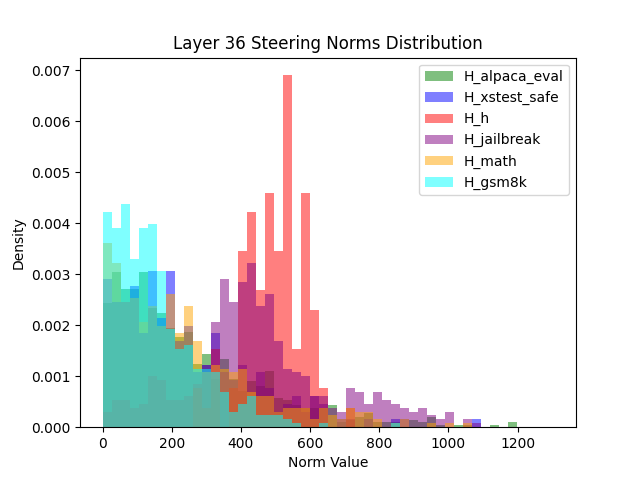 Layer 36 Steering Norms Distribution
0.007
0.006
0.005
0.004
0.003
0.002
0.001
0.000
Density
0
200
400
600
800
1000
1200
Norm Value
H_alpaca_eval
H_xstest_safe
H_h
H_jailbreak
H_math
H_gsm8k